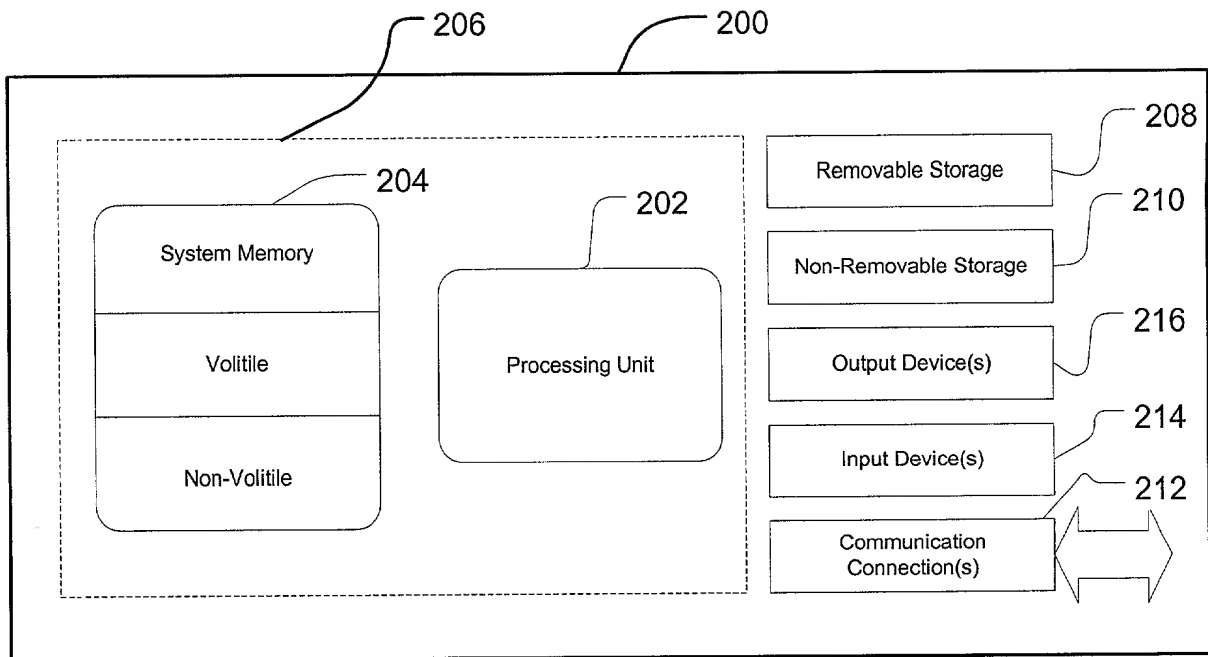 206
200
204
System Memory
Volitile
Non-Volitile
202
Processing Unit
Removable Storage
208
Non-Removable Storage
210
Output Device(s)
216
Input Device(s)
214
Communication
Connection(s)
212